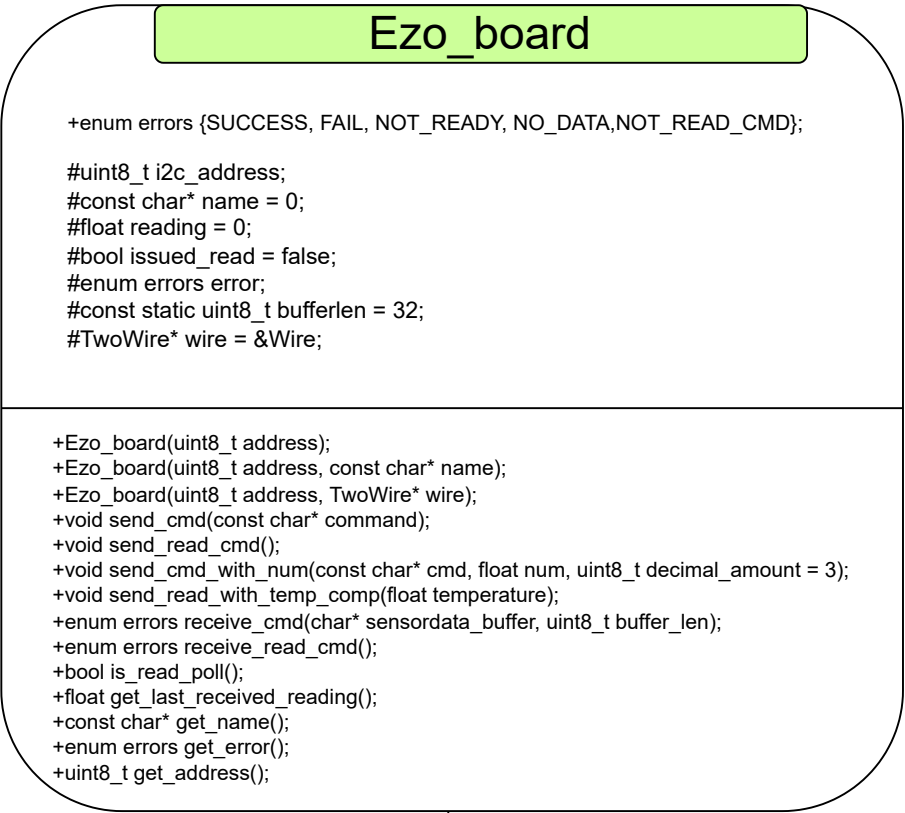 Ezo_board
+enum errors {SUCCESS, FAIL, NOT_READY, NO_DATA,NOT_READ_CMD};
#uint8_t i2c_address;
#const char* name = 0;
#float reading = 0;
#bool issued_read = false;
#enum errors error;
#const static uint8_t bufferlen = 32;
#TwoWire* wire = &Wire;
+Ezo_board(uint8_t address);
+Ezo_board(uint8_t address, const char* name);
+Ezo_board(uint8_t address, TwoWire* wire);
+void send_cmd(const char* command);
+void send_read_cmd();
+void send_cmd_with_num(const char* cmd, float num, uint8_t decimal_amount = 3);
+void send_read_with_temp_comp(float temperature);
+enum errors receive_cmd(char* sensordata_buffer, uint8_t buffer_len);
+enum errors receive_read_cmd();
+bool is_read_poll();
+float get_last_received_reading();
+const char* get_name();
+enum errors get_error();
+uint8_t get_address();